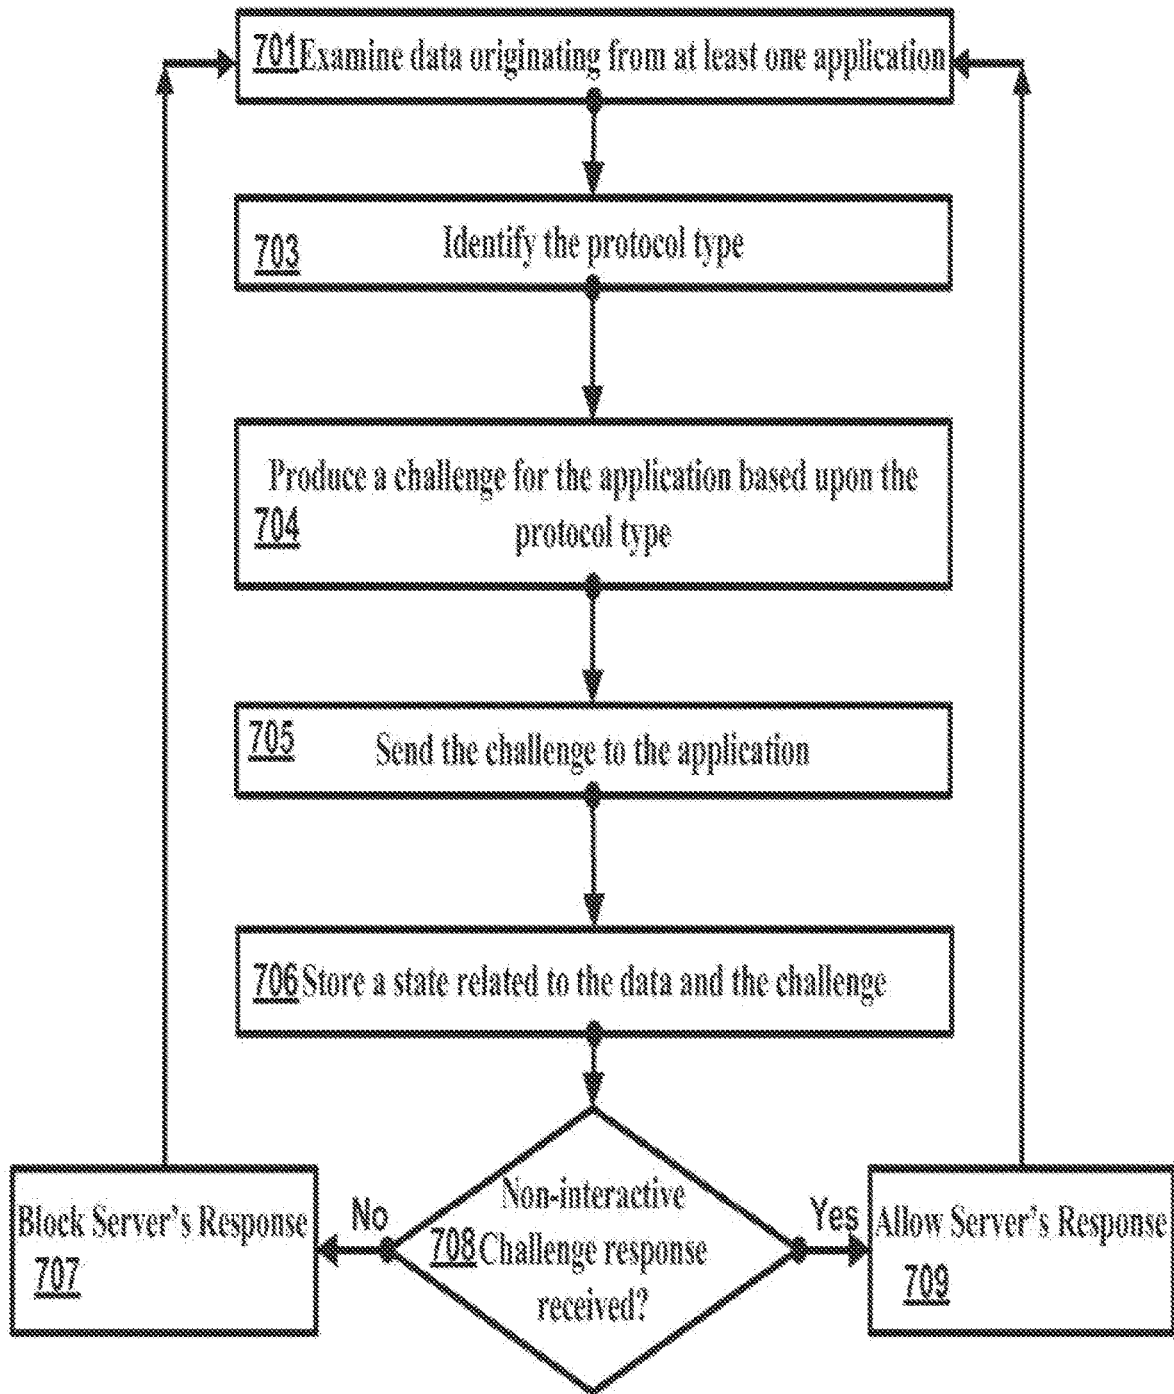 701 Examine data originating from at least one application
703 Identify the protocol type
Produce a challenge for the application based upon the
704 protocol type
705 Send the challenge to the application
706 Store a state related to the data and the challenge
Non-interactive
708 Challenge response
received?
No
Yes
Block Server's Response
707
Allow Server's Response
709